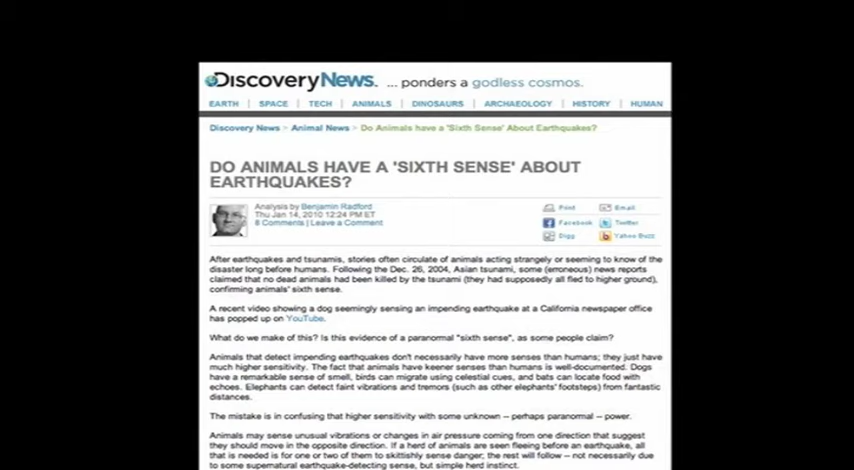 DiscoveryNews. ... ponders a godless cosmos.
EARTH | SPACE | TECH | ANIMALS | DINOSAURS | ARCHAEOLOGY | HISTORY | HUMAN
Discovery News > Animal News > Do Animals have a 'Sixth Sense' About Earthquakes?
DO ANIMALS HAVE A 'SIXTH SENSE' ABOUT
EARTHQUAKES?
Analysis by Benjamin Radford
Thu Jan 14, 2010 12:24 PM ET
8 Comments | Leave a Comment
Print Email
Facebook Twitter
Digg Yahoo Buzz
After earthquakes and tsunamis, stories often circulate of animals acting strangely or seeming to know of the
disaster long before humans. Following the Dec. 26, 2004, Asian tsunami, some (erroneous) news reports
claimed that no dead animals had been killed by the tsunami (they had supposedly all fled to higher ground),
confirming animals' sixth sense.
A recent video showing a dog seemingly sensing an impending earthquake at a California newspaper office
has popped up on YouTube.
What do we make of this? Is this evidence of a paranormal "sixth sense", as some people claim?
Animals that detect impending earthquakes don't necessarily have more senses than humans; they just have
much higher sensitivity. The fact that animals have keener senses than humans is well-documented. Dogs
have a remarkable sense of smell, birds can migrate using celestial cues, and bats can locate food with
echoes. Elephants can detect faint vibrations and tremors (such as other elephants' footsteps) from fantastic
distances.
The mistake is in confusing that higher sensitivity with some unknown -- perhaps paranormal -- power.
Animals may sense unusual vibrations or changes in air pressure coming from one direction that suggest
they should move in the opposite direction. If a herd of animals are seen fleeing before an earthquake, all
that is needed is for one or two of them to skittishly sense danger; the rest will follow -- not necessarily due
to some supernatural earthquake-detecting sense, but simple herd instinct.